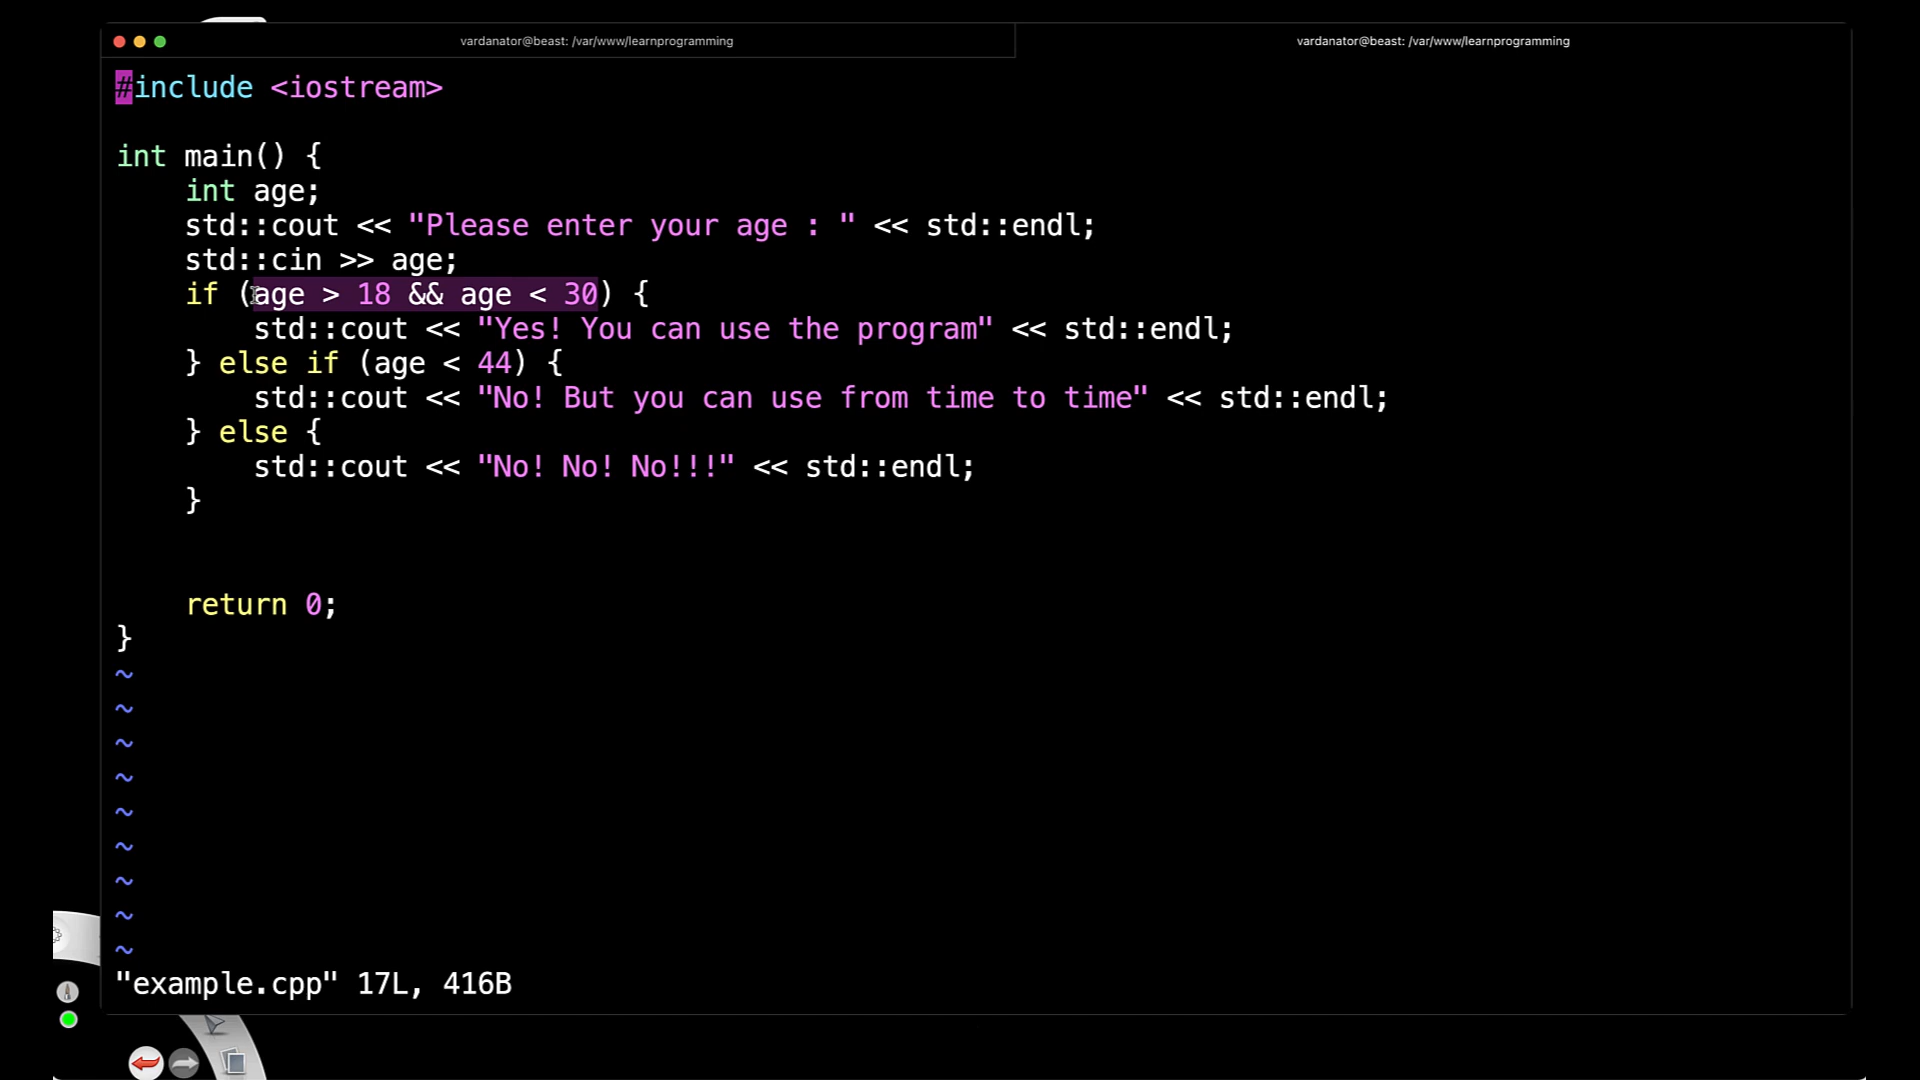 vardanator@beast: /var/www/learnprogramming
vardanator@beast: /var/www/learnprogramming
#include <iostream>
int main() {
    int age;
    std::cout << "Please enter your age : " << std::endl;
    std::cin >> age;
    if (age > 18 && age < 30) {
        std::cout << "Yes! You can use the program" << std::endl;
    } else if (age < 44) {
        std::cout << "No! But you can use from time to time" << std::endl;
    } else {
        std::cout << "No! No! No!!!" << std::endl;
    }
    return 0;
}
~
~
~
~
~
~
~
~
~
"example.cpp" 17L, 416B